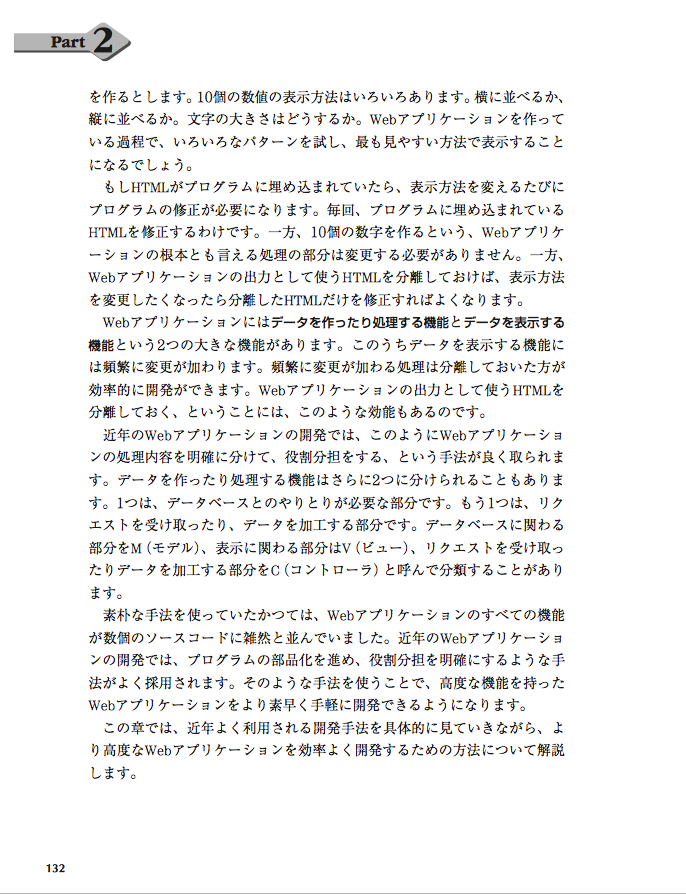 Part 2
を作るとします。10個の数値の表示方法はいろいろあります。横に並べるか、
縦に並べるか。文字の大きさはどうするか。Webアプリケーションを作って
いる過程で、いろいろなパターンを試し、最も見やすい方法で表示すること
になるでしょう。
もしHTMLがプログラムに埋め込まれていたら、表示方法を変えるたびに
プログラムの修正が必要になります。毎回、プログラムに埋め込まれている
HTMLを修正するわけです。一方、10個の数字を作るという、Webアプリケ
ーションの根本とも言える処理の部分は変更する必要がありません。一方、
Webアプリケーションの出力として使うHTMLを分離しておけば、表示方法
を変更したくなったら分離したHTMLだけを修正すればよくなります。
Webアプリケーションにはデータを作ったり処理する機能とデータを表示する
機能という2つの大きな機能があります。このうちデータを表示する機能に
は頻繁に変更が加わります。頻繁に変更が加わる処理は分離しておいた方が
効率的に開発ができます。Webアプリケーションの出力として使うHTMLを
分離しておく、ということには、このような効能もあるのです。
近年のWebアプリケーションの開発では、このようにWebアプリケーショ
ンの処理内容を明確に分けて、役割分担をする、という手法が良く取られま
す。データを作ったり処理する機能はさらに2つに分けられることもありま
す。1つは、データベースとのやりとりが必要な部分です。もう1つは、リク
エストを受け取ったり、データを加工する部分です。データベースに関わる
部分をM(モデル)、表示に関わる部分はV(ビュー)、リクエストを受け取っ
たりデータを加工する部分をC(コントローラ)と呼んで分類することがあり
ます。
素朴な手法を使っていたかつては、Webアプリケーションのすべての機能
が数個のソースコードに雑然と並んでいました。近年のWebアプリケーショ
ンの開発では、プログラムの部品化を進め、役割分担を明確にするような手
法がよく採用されます。そのような手法を使うことで、高度な機能を持った
Webアプリケーションをより素早く手軽に開発できるようになります。
この章では、近年よく利用される開発手法を具体的に見ていきながら、よ
り高度なWebアプリケーションを効率よく開発するための方法について解説
します。
132